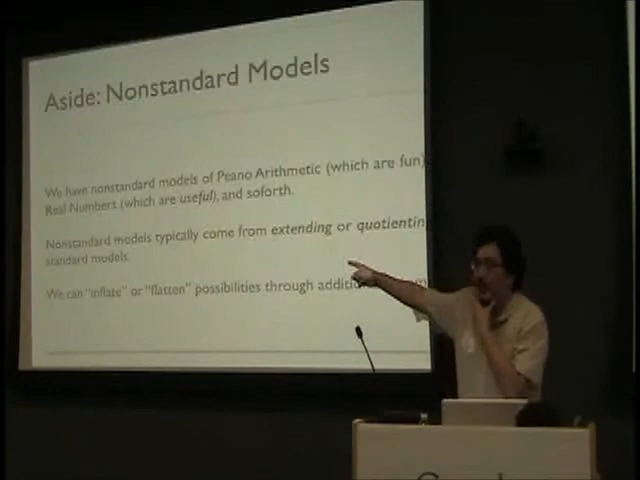 Aside: Nonstandard Models
We have nonstandard models of Peano Arithmetic (which are fun)
Real Numbers (which are useful), and soforth.
Nonstandard models typically come from extending or quotientin
standard models.
We can "inflate" or "flatten" possibilities through